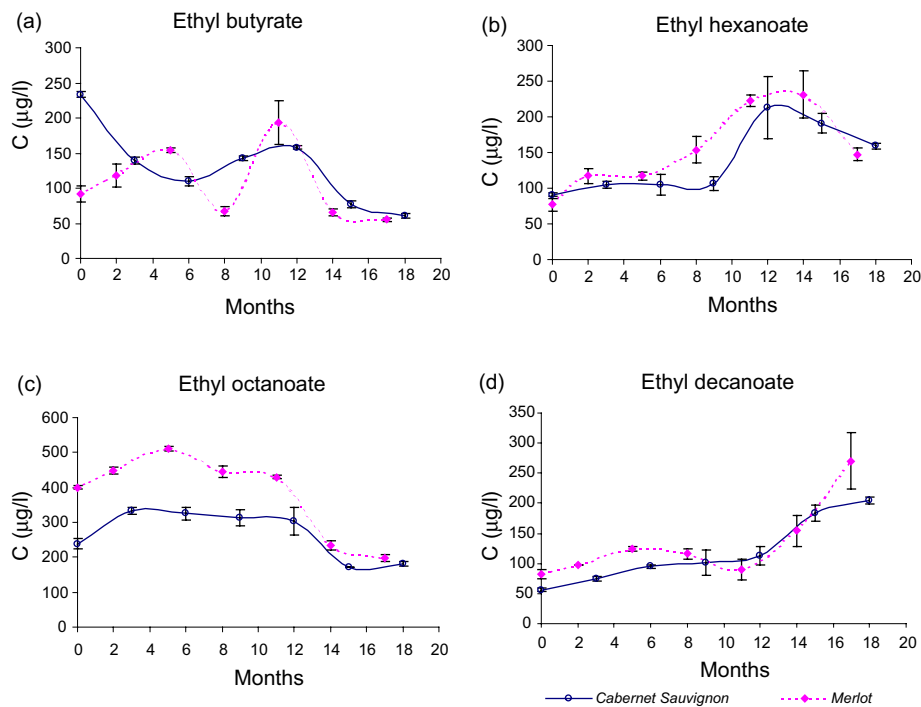 (a) Ethyl butyrate
C (µg/l)
300
250
200
150
100
50
0
0 2 4 6 8 10 12 14 16 18 20
Months
(b) Ethyl hexanoate
C (µg/l)
300
250
200
150
100
50
0
0 2 4 6 8 10 12 14 16 18 20
Months
(c) Ethyl octanoate
C (µg/l)
600
500
400
300
200
100
0
0 2 4 6 8 10 12 14 16 18 20
Months
(d) Ethyl decanoate
C (µg/l)
350
300
250
200
150
100
50
0
0 2 4 6 8 10 12 14 16 18 20
Months
Cabernet Sauvignon Merlot